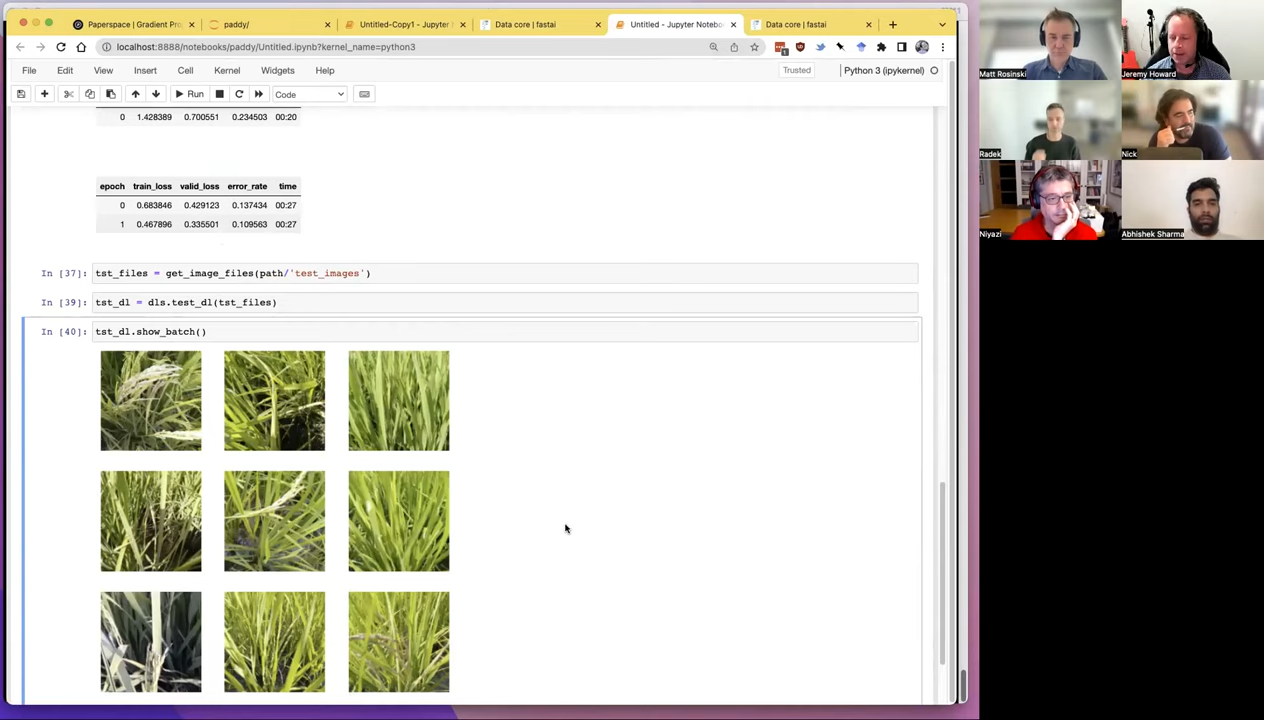 Paperspace | Gradient Pro
paddy/
Untitled-Copy1 - Jupyter N
Data core | fastai
Untitled - Jupyter Notebo
Data core | fastai
localhost:8888/notebooks/paddy/Untitled.ipynb?kernel_name=python3
File Edit View Insert Cell Kernel Widgets Help
Trusted
Python 3 (ipykernel)
Run
Code
0 1.428389 0.700551 0.234503 00:20
epoch train_loss valid_loss error_rate time
0 0.683846 0.429123 0.137434 00:27
1 0.467896 0.335501 0.109563 00:27
In [37]: tst_files = get_image_files(path/'test_images')
In [39]: tst_dl = dls.test_dl(tst_files)
In [40]: tst_dl.show_batch()
Matt Rosinski
Jeremy Howard
Radek
Nick
Niyazi
Abhishek Sharma